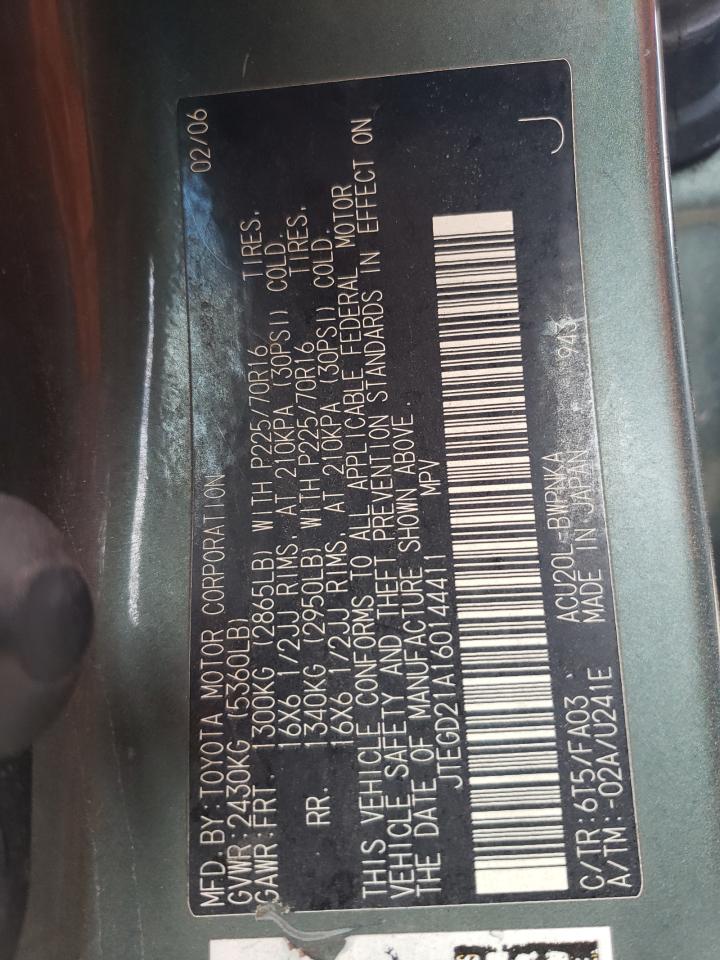 MFD. BY: TOYOTA MOTOR CORPORATION 02/06
GVWR: 2430KG (5360LB)
GAWR: FRT. 1300KG (2865LB) WITH P225/70R16 TIRES,
16X6 1/2JJ RIMS, AT 210KPA (30PSI) COLD.
RR. 1340KG (2950LB) WITH P225/70R16 TIRES,
16X6 1/2JJ RIMS, AT 210KPA (30PSI) COLD.
THIS VEHICLE CONFORMS TO ALL APPLICABLE FEDERAL MOTOR
VEHICLE SAFETY AND THEFT PREVENTION STANDARDS IN EFFECT ON
THE DATE OF MANUFACTURE SHOWN ABOVE.
JTEGD21A160144411 MPV
C/TR: 6T5/FA03 ACU20L-BWPNKA
A/TM: -02A/U241E MADE IN JAPAN 943 J